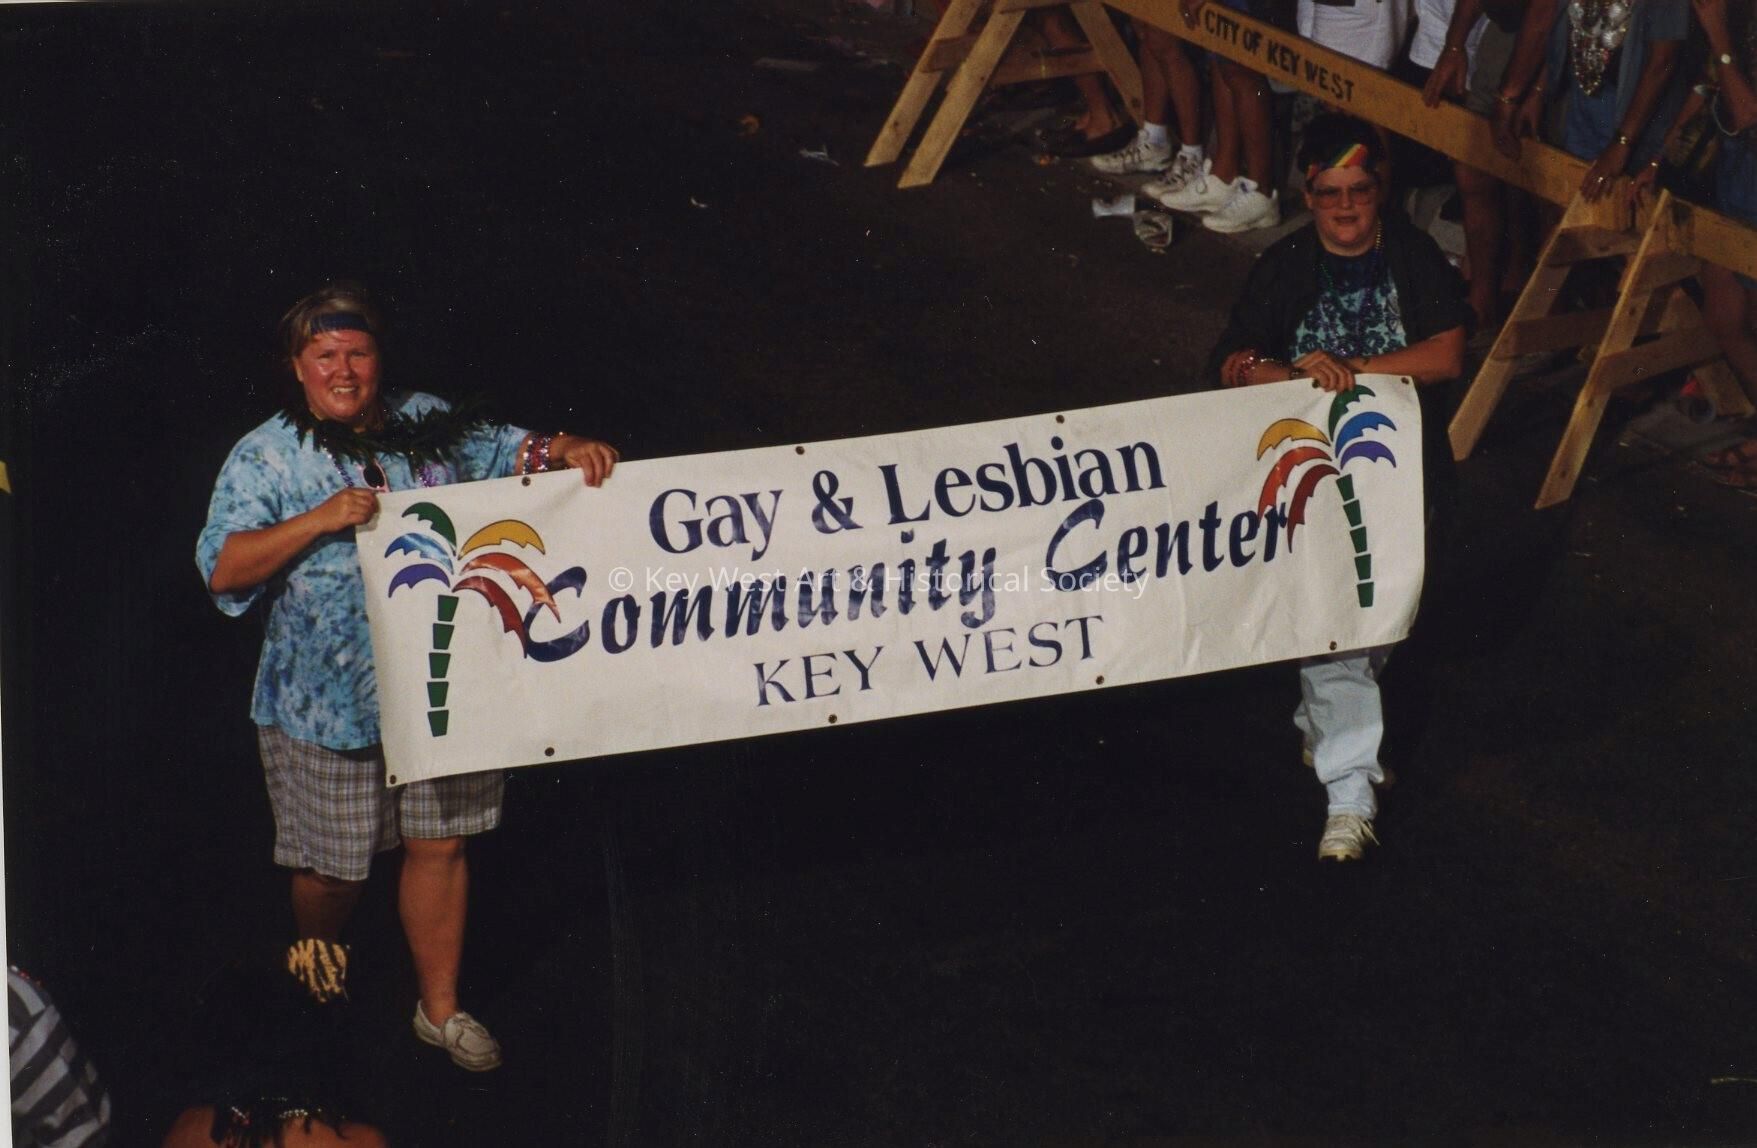 CITY OF KEY WEST
Gay & Lesbian
Community Center
KEY WEST
© Key West Art & Historical Society